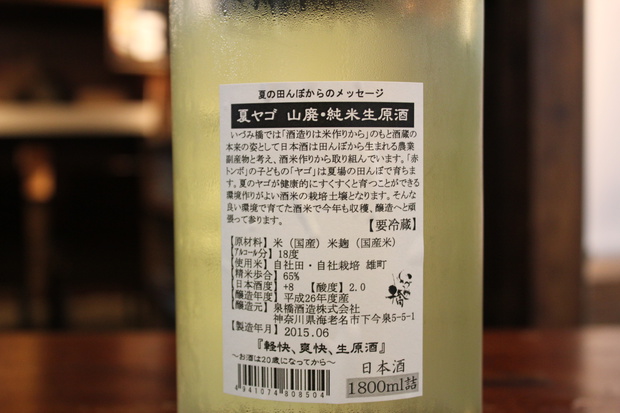 夏の田んぼからのメッセージ
夏ヤゴ 山廃・純米生原酒
いづみ橋では「酒造りは米作りから」のもと酒蔵の
本来の姿として日本酒は田んぼから生まれる農業
副産物と考え、酒米作りから取り組んでいます。「赤
トンボ」の子どもの「ヤゴ」は夏場の田んぼで育ちま
す。夏のヤゴが健康的にすくすくと育つことができる
環境作りがよい酒米の栽培土壌となります。そんな
良い環境で育てた酒米で今年も収穫、醸造へと頑
張って参ります。
【要冷蔵】
【原材料】米（国産）米麹（国産米）
【アルコール分】18度
【使用米】自社田・自社栽培 雄町
【精米歩合】65%
【日本酒度】+8 【酸度】2.0
【醸造年度】平成26年度産
【醸造元】泉橋酒造株式会社
神奈川県海老名市下今泉5-5-1
【製造年月】2015.06
いづみ橋
『軽快、爽快、生原酒』
～お酒は20歳になってから～
4941074808504
日本酒
1800ml詰